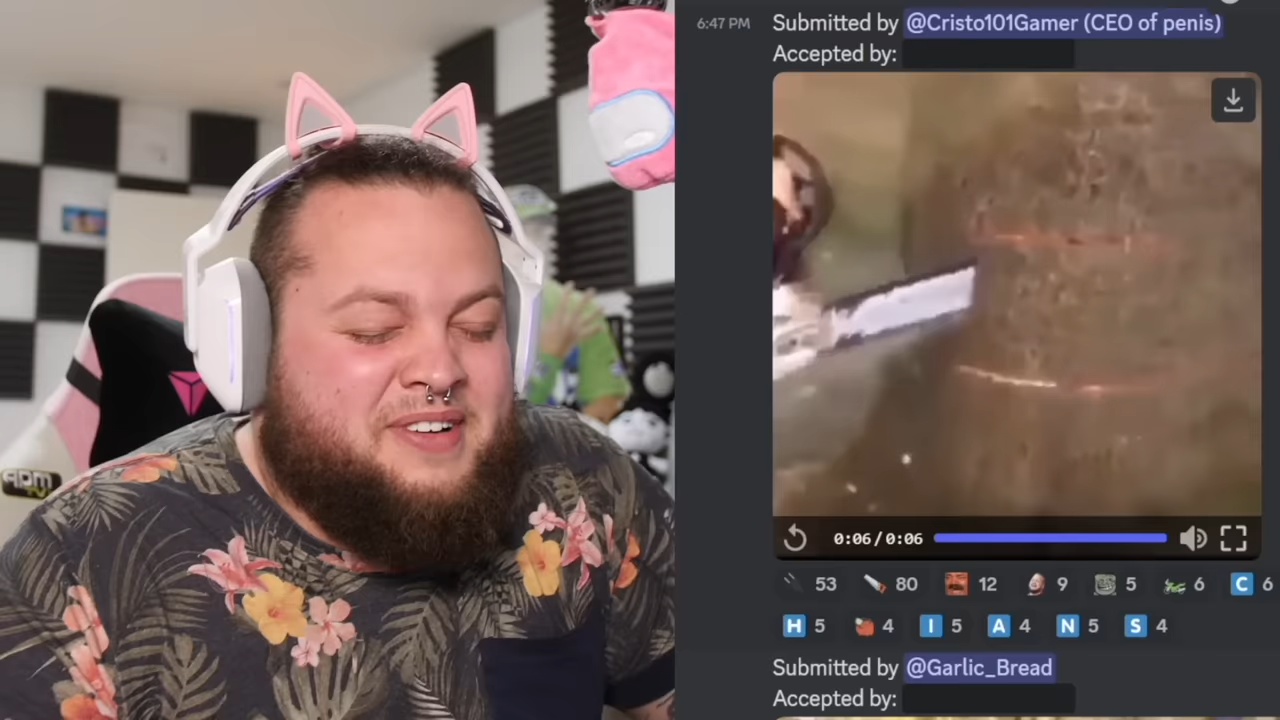 6:47 PM
Submitted by @Cristo101Gamer (CEO of penis)
Accepted by:
0:06/0:06
53 80 12 9 5 6 C 6
H 5 4 I 5 A 4 N 5 S 4
Submitted by @Garlic_Bread
Accepted by: